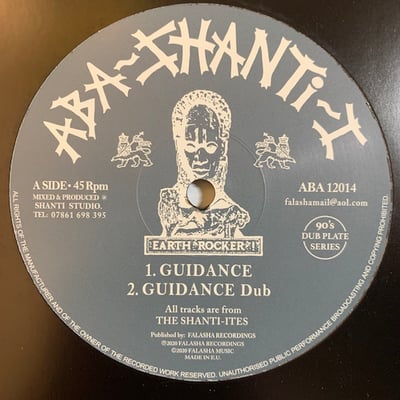 ABA~SHANTi~I
A SIDE • 45 Rpm
MIXED & PRODUCED @
SHANTI STUDIO.
TEL: 07861 698 395
ABA 12014
falashamail@aol.com
90's
DUB PLATE
SERIES
EARTH ROCKER!
1. GUIDANCE
2. GUIDANCE Dub
All tracks are from
THE SHANTI-ITES
Published by: FALASHA RECORDINGS
℗2020 FALASHA RECORDINGS
©2020 FALASHA MUSIC
MADE IN E.U.
ALL RIGHTS OF THE MANUFACTURER AND OF THE OWNER OF THE RECORDED WORK RESERVED. UNAUTHORISED PUBLIC PERFORMANCE BROADCASTING AND COPYING PROHIBITED.